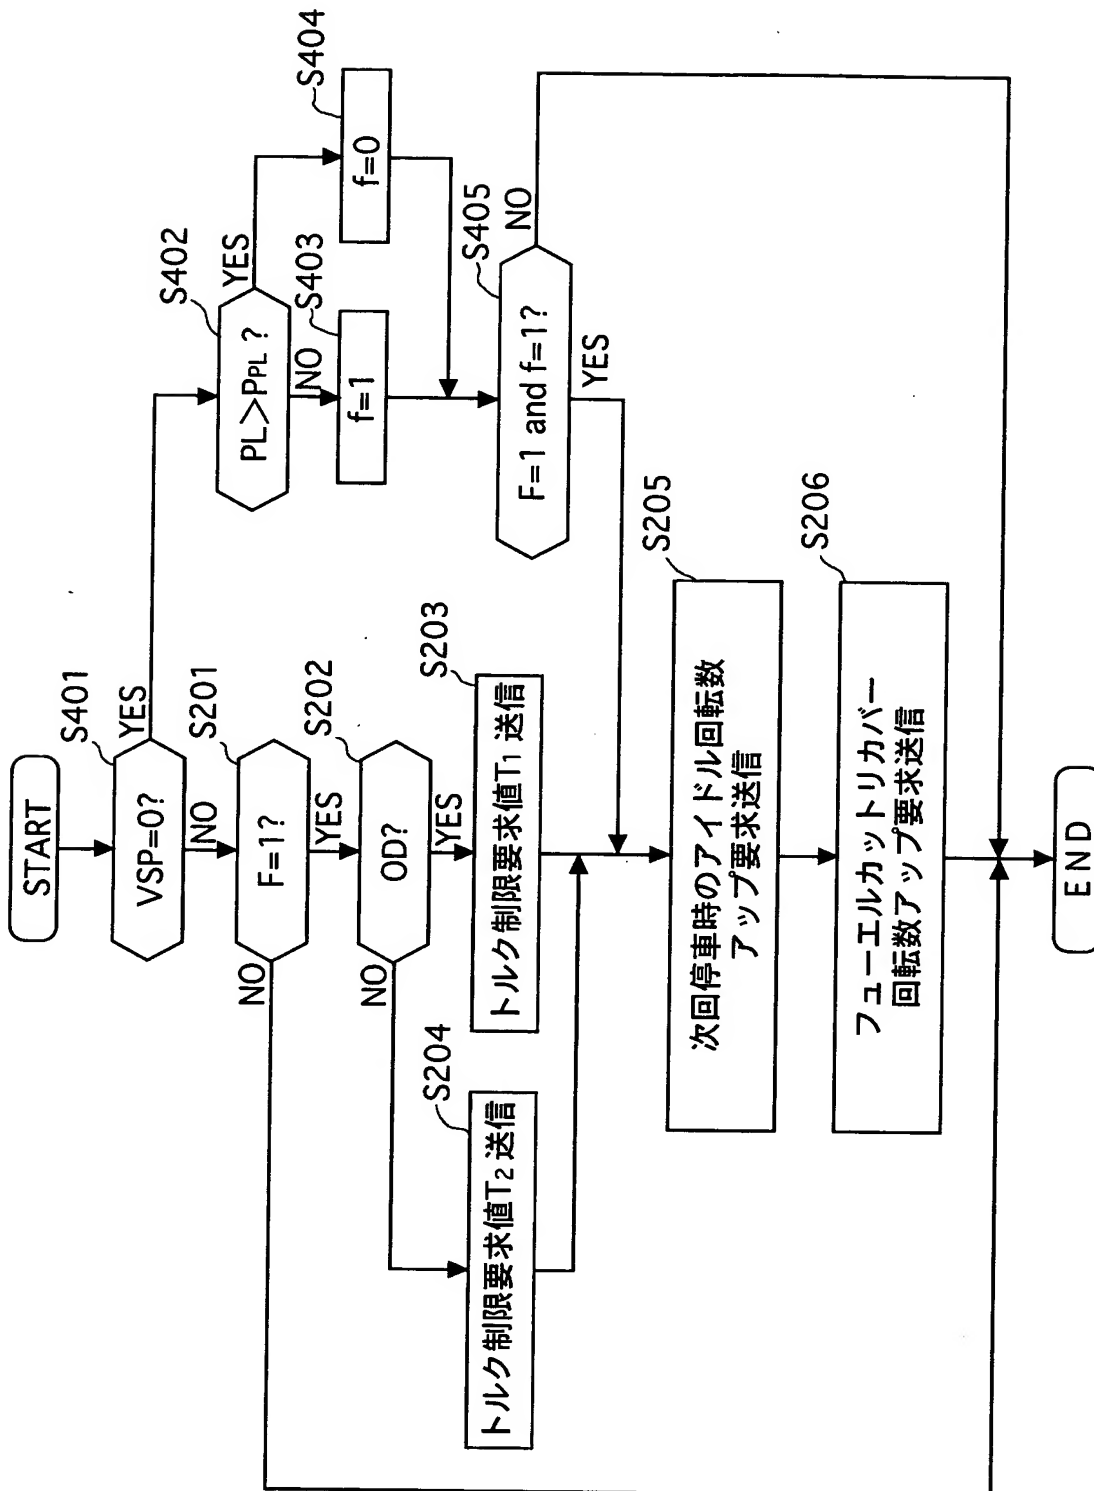 START
S401
VSP=0?
YES
NO
S402
PL>PPL ?
YES
NO
S403
f=1
S404
f=0
S405
F=1 and f=1?
NO
YES
S201
F=1?
NO
YES
S202
OD?
NO
YES
S203
トルク制限要求値T1 送信
S204
トルク制限要求値T2 送信
S205
次回停車時のアイドル回転数
アップ要求送信
S206
フューエルカットリカバー
回転数アップ要求送信
END